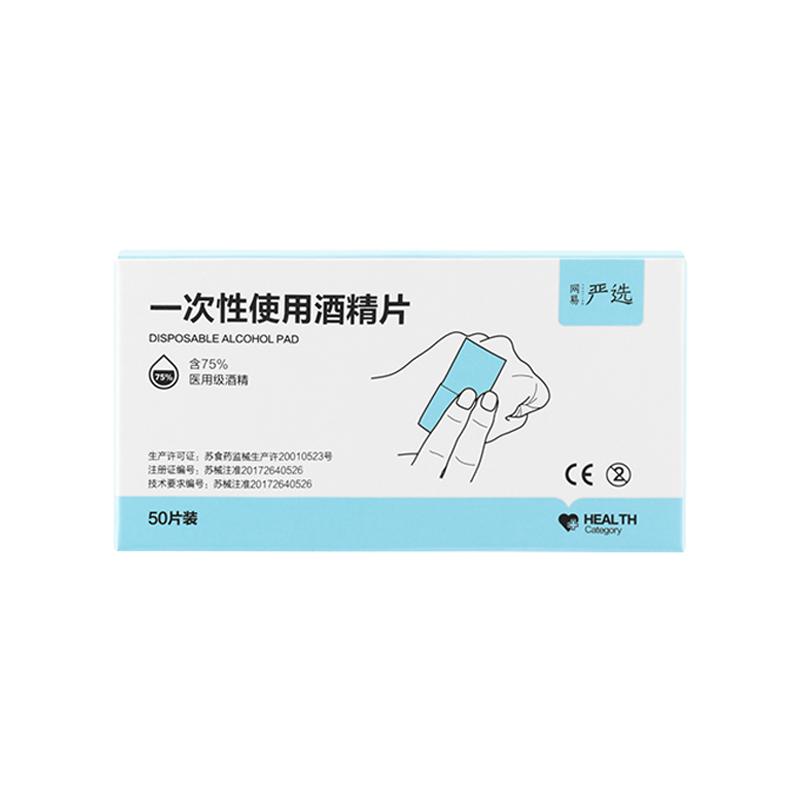 网易 严选
一次性使用酒精片
DISPOSABLE ALCOHOL PAD
75%
含75%
医用级酒精
生产许可证：苏食药监械生产许20010523号
注册证编号：苏械注准20172640526
技术要求编号：苏械注准20172640526
CE
2
50片装
HEALTH
Category